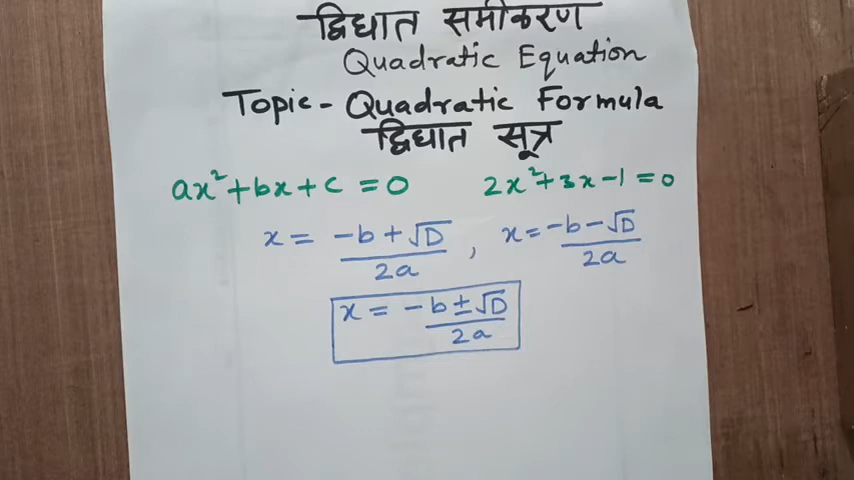 द्विघात समीकरण
Quadratic Equation
Topic - Quadratic Formula
द्विघात सूत्र
ax²+bx+c=0 2x²+3x-1=0
x = -b+√D/2a , x = -b-√D/2a
x = -b±√D/2a